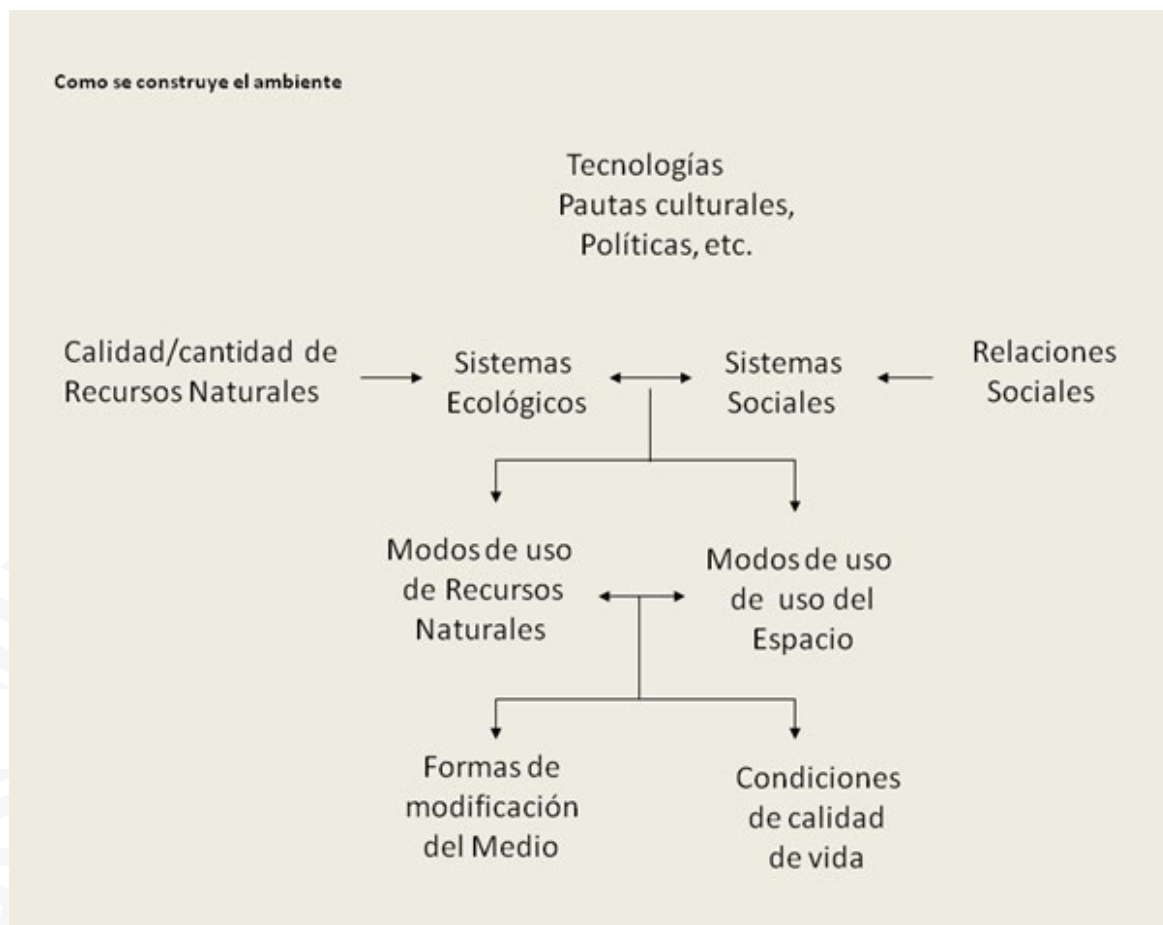 Como se construye el ambiente
Tecnologías
Pautas culturales,
Políticas, etc.
Calidad/cantidad de
Recursos Naturales
Sistemas
Ecológicos
Sistemas
Sociales
Relaciones
Sociales
Modos de uso
de Recursos
Naturales
Modos de uso
de uso del
Espacio
Formas de
modificación
del Medio
Condiciones
de calidad
de vida